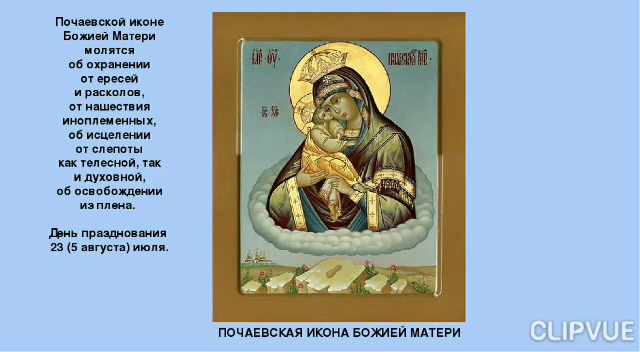 Почаевской иконе
Божией Матери
молятся
об охранении
от ересей
и расколов,
от нашествия
иноплеменных,
об исцелении
от слепоты
как телесной, так
и духовной,
об освобождении
из плена.
День празднования
23 (5 августа) июля.
ПОЧАЕВСКАЯ ИКОНА БОЖИЕЙ МАТЕРИ
CLIPVUE